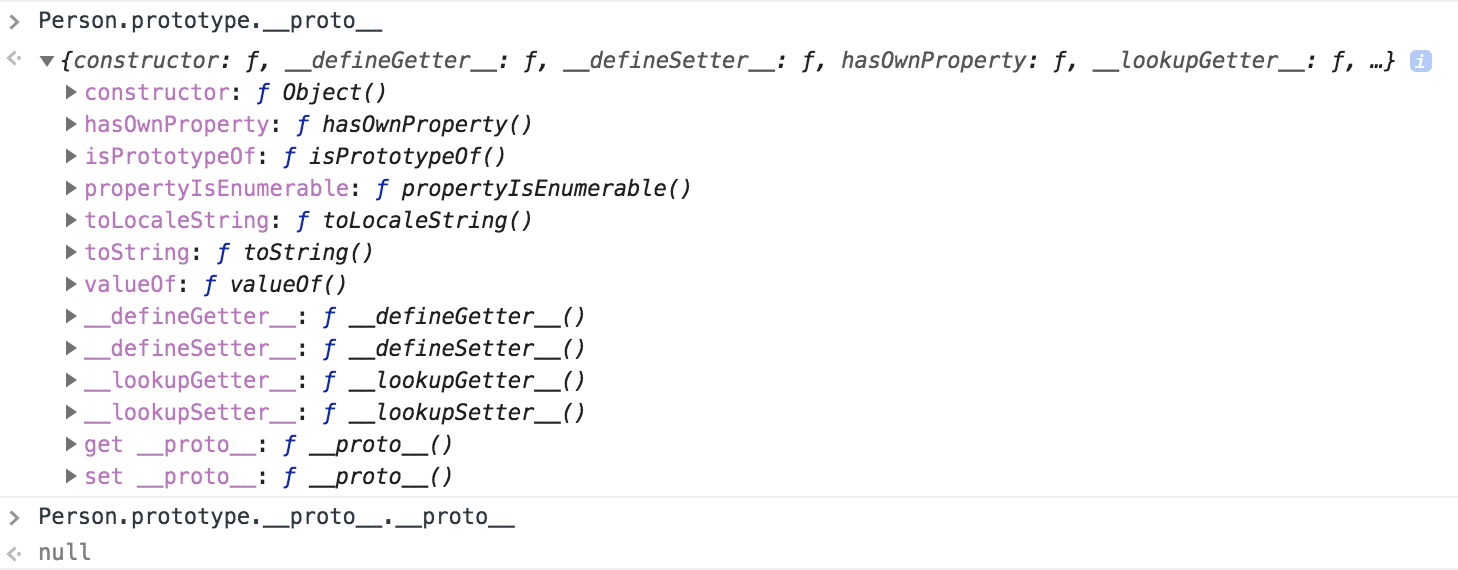 Person.prototype.__proto__
{constructor: ƒ, __defineGetter__: ƒ, __defineSetter__: ƒ, hasOwnProperty: ƒ, __lookupGetter__: ƒ, …} i
constructor: ƒ Object()
hasOwnProperty: ƒ hasOwnProperty()
isPrototypeOf: ƒ isPrototypeOf()
propertyIsEnumerable: ƒ propertyIsEnumerable()
toLocaleString: ƒ toLocaleString()
toString: ƒ toString()
valueOf: ƒ valueOf()
__defineGetter__: ƒ __defineGetter__()
__defineSetter__: ƒ __defineSetter__()
__lookupGetter__: ƒ __lookupGetter__()
__lookupSetter__: ƒ __lookupSetter__()
get __proto__: ƒ __proto__()
set __proto__: ƒ __proto__()
Person.prototype.__proto__.__proto__
null